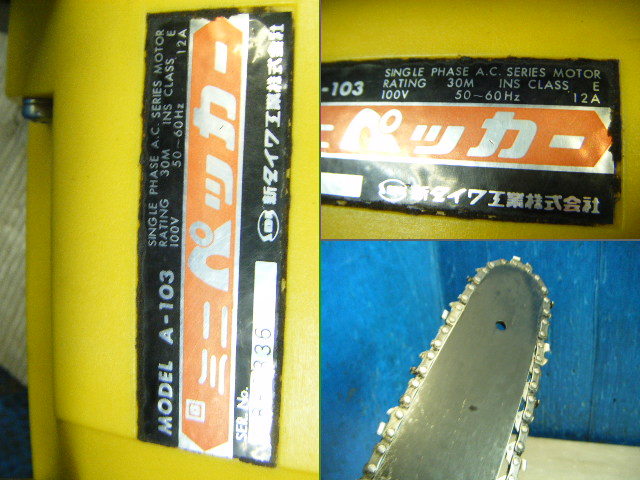 MODEL A-103
SINGLE PHASE A.C. SERIES MOTOR
RATING 30M INS CLASS E
100V 50~60Hz 12A
ミニペッカー
SER. No.
新ダイワ工業株式会社
-103
SINGLE PHASE A.C. SERIES MOTOR
RATING 30M INS CLASS E
100V 50~60Hz 12A
ペッカー
新ダイワ工業株式会社